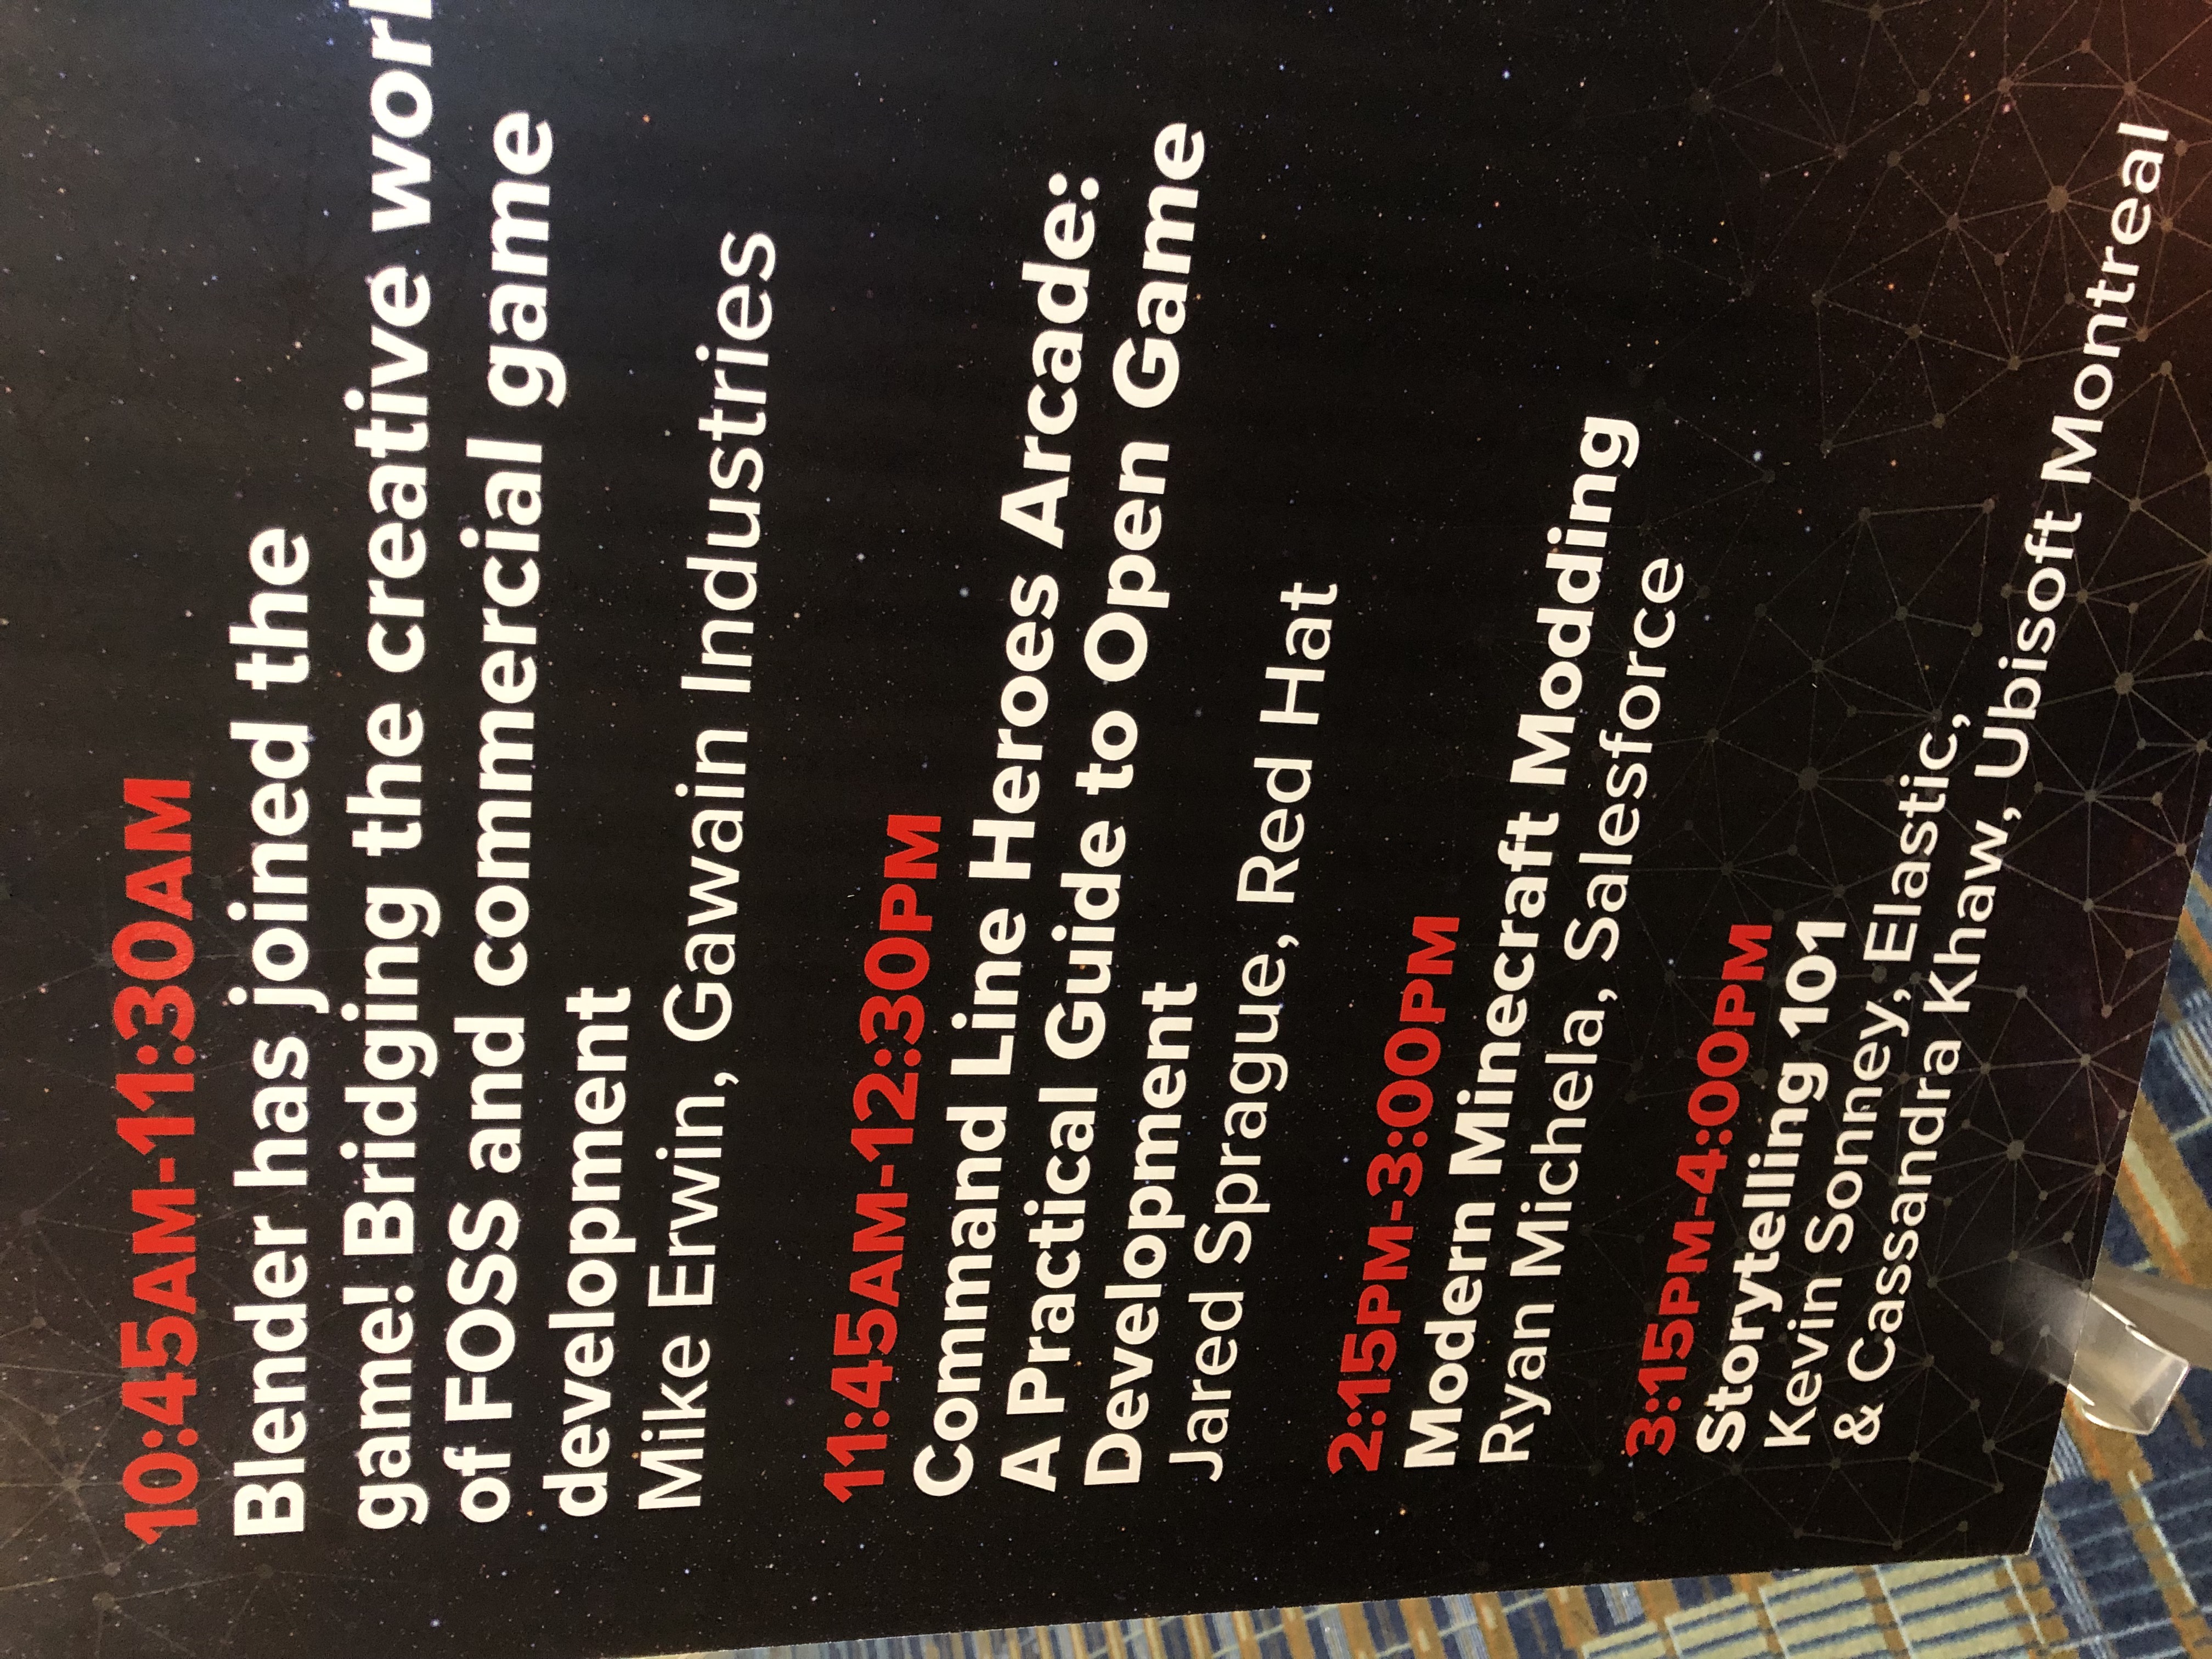 10:45AM-11:30AM
Blender has joined the
game! Bridging the creative
of FOSS and commercial game
development
Mike Erwin, Gawain Industries
11:45AM-12:30PM
Command Line Heroes Arcade:
A Practical Guide to Open Game
Development
Jared Sprague, Red Hat
2:15PM-3:00PM
Modern Minecraft Modding
Ryan Michela, Salesforce
3:15PM-4:00PM
Storytelling 101
Kevin Sonney, Elastic,
& Cassandra Khaw, Ubisoft Montreal